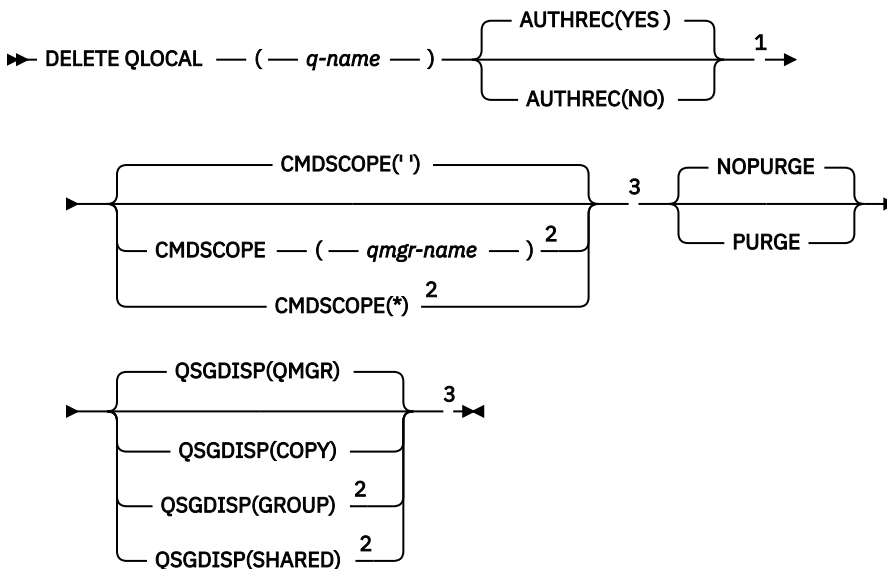 AUTHREC(YES )
DELETE QLOCAL ( q-name ) 1
AUTHREC(NO)
CMDSCOPE(' ') NOPURGE
3
CMDSCOPE ( qmgr-name ) 2
PURGE
CMDSCOPE(*) 2
QSGDISP(QMGR)
3
QSGDISP(COPY)
QSGDISP(GROUP) 2
QSGDISP(SHARED) 2